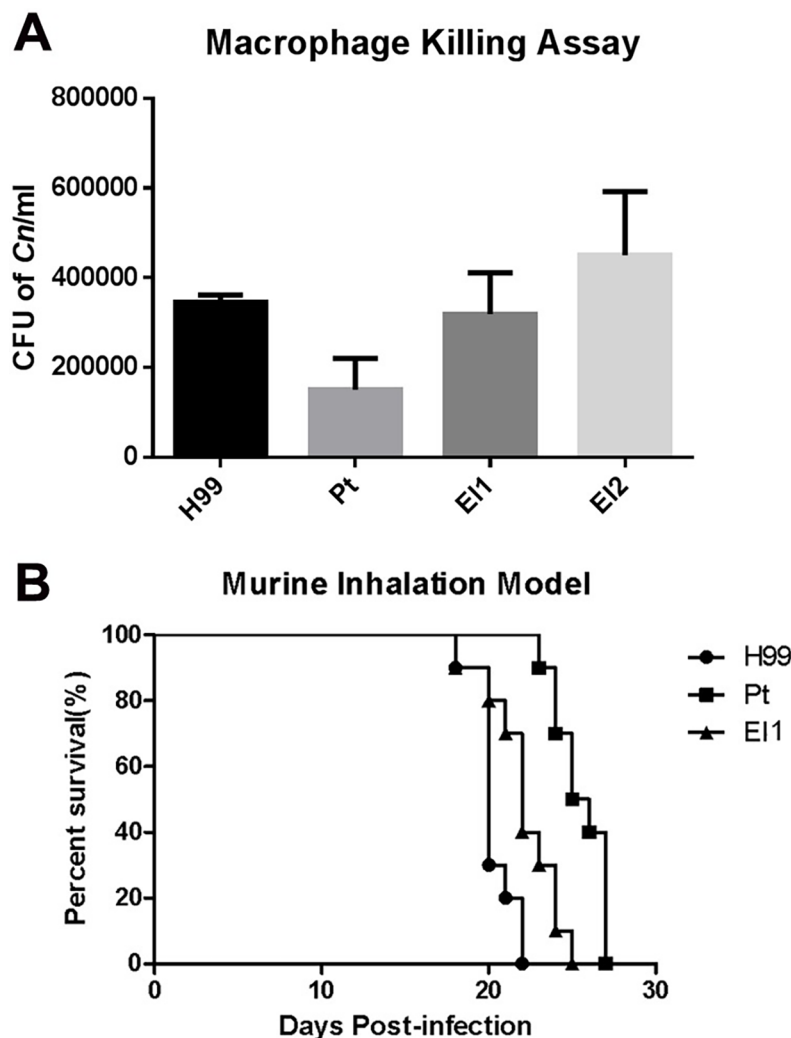 A
Macrophage Killing Assay
CFU of Cn/ml
800000
600000
400000
200000
0
H99
Pt
EI1
EI2
B
Murine Inhalation Model
Percent survival(%)
100
80
60
40
20
0
0 10 20 30
Days Post-infection
H99
Pt
EI1